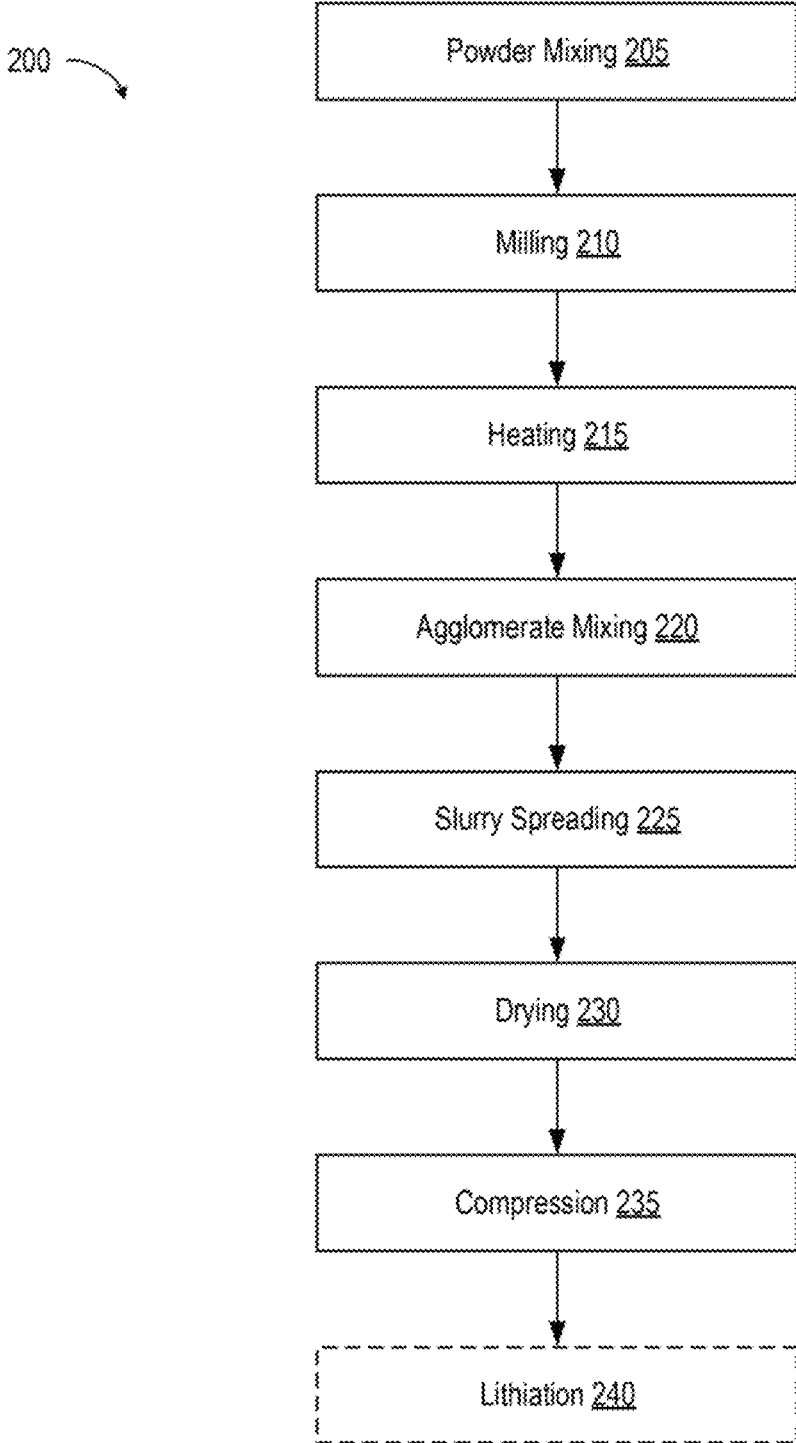 200
Powder Mixing 205
Milling 210
Heating 215
Agglomerate Mixing 220
Slurry Spreading 225
Drying 230
Compression 235
Lithiation 240